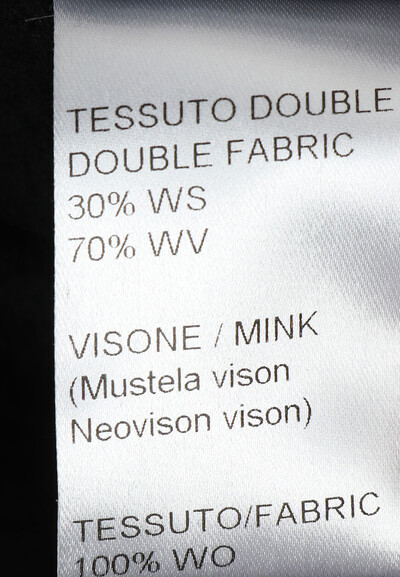 TESSUTO DOUBLE
DOUBLE FABRIC
30% WS
70% WV
VISONE / MINK
(Mustela vison
Neovison vison)
TESSUTO/FABRIC
100% WO